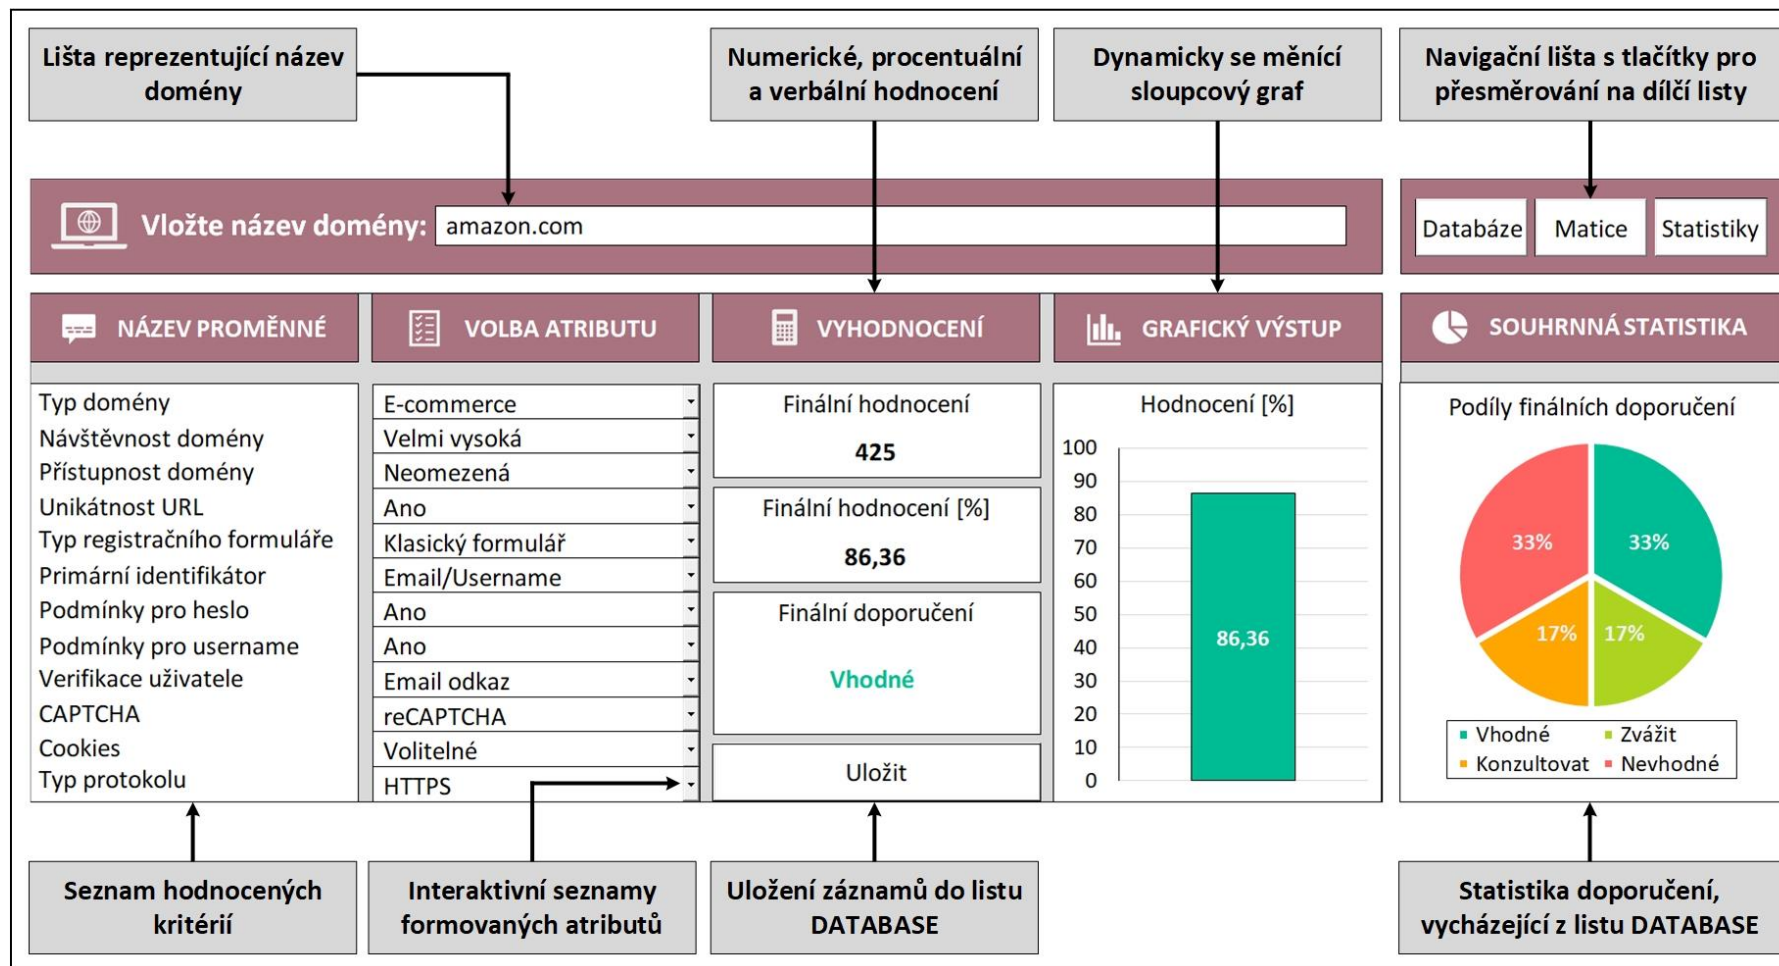 Lišta reprezentující název
domény
Numerické, procentuální
a verbální hodnocení
Dynamicky se měnící
sloupcový graf
Navigační lišta s tlačítky pro
přesměrování na dílčí listy
Vložte název domény:
amazon.com
Databáze
Matice
Statistiky
NÁZEV PROMĚNNÉ
VOLBA ATRIBUTU
VYHODNOCENÍ
GRAFICKÝ VÝSTUP
SOUHRNNÁ STATISTIKA
Typ domény
Návštěvnost domény
Přístupnost domény
Unikátnost URL
Typ registračního formuláře
Primární identifikátor
Podmínky pro heslo
Podmínky pro username
Verifikace uživatele
CAPTCHA
Cookies
Typ protokolu
E-commerce
Velmi vysoká
Neomezená
Ano
Klasický formulář
Email/Username
Ano
Ano
Email odkaz
reCAPTCHA
Volitelné
HTTPS
Finální hodnocení
425
Finální hodnocení [%]
86,36
Finální doporučení
Vhodné
Uložit
Hodnocení [%]
100
90
80
70
60
50
40
30
20
10
0
86,36
Podíly finálních doporučení
33%
33%
17%
17%
Vhodné
Zvážit
Konzultovat
Nevhodné
Seznam hodnocených
kritérií
Interaktivní seznamy
formovaných atributů
Uložení záznamů do listu
DATABASE
Statistika doporučení,
vycházející z listu DATABASE